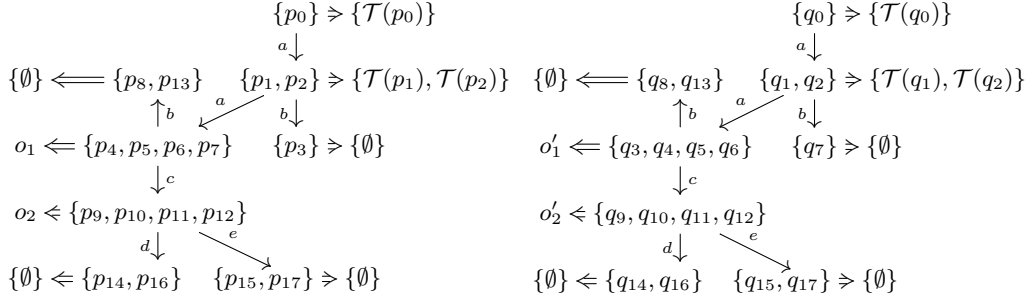 {p₀} ⋗ {𝒯(p₀)} {q₀} ⋗ {𝒯(q₀)}
a a
{∅} ⟸ {p₈, p₁₃} {p₁, p₂} ⋗ {𝒯(p₁), 𝒯(p₂)} {∅} ⟸ {q₈, q₁₃} {q₁, q₂} ⋗ {𝒯(q₁), 𝒯(q₂)}
b a b b a b
o₁ ⟸ {p₄, p₅, p₆, p₇} {p₃} ⋗ {∅} o′₁ ⟸ {q₃, q₄, q₅, q₆} {q₇} ⋗ {∅}
c c
o₂ ⋖ {p₉, p₁₀, p₁₁, p₁₂} o′₂ ⋖ {q₉, q₁₀, q₁₁, q₁₂}
d e d e
{∅} ⋖ {p₁₄, p₁₆} {p₁₅, p₁₇} ⋗ {∅} {∅} ⋖ {q₁₄, q₁₆} {q₁₅, q₁₇} ⋗ {∅}